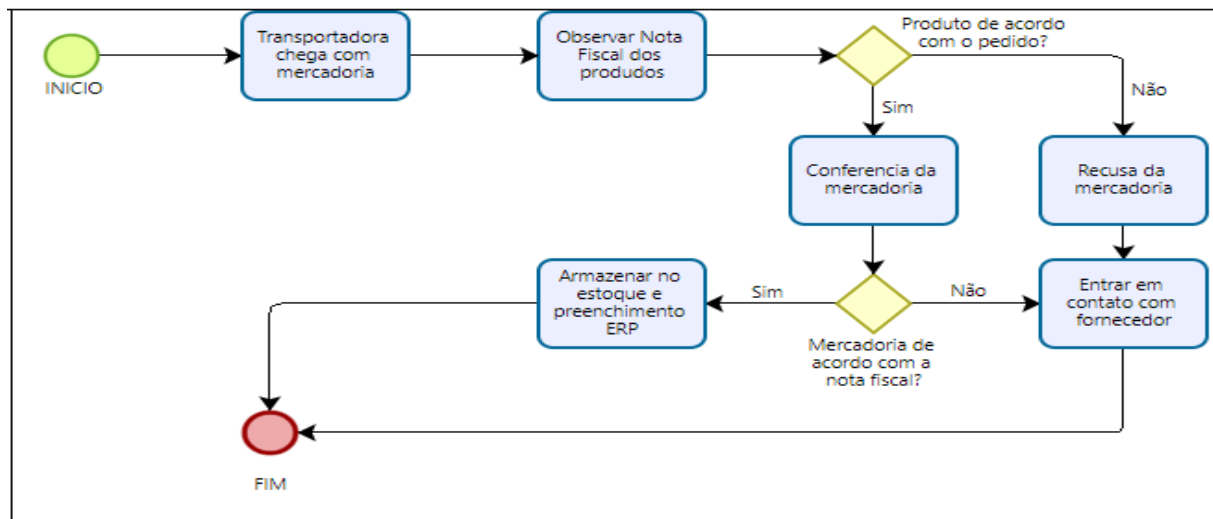 INICIO
Transportadora
chega com
mercadoria
Observar Nota
Fiscal dos
produdos
Produto de acordo
com o pedido?
Não
Sim
Conferencia da
mercadoria
Recusa da
mercadoria
Armazenar no
estoque e
preenchimento
ERP
Sim
Não
Mercadoria de
acordo com a
nota fiscal?
Entrar em
contato com
fornecedor
FIM